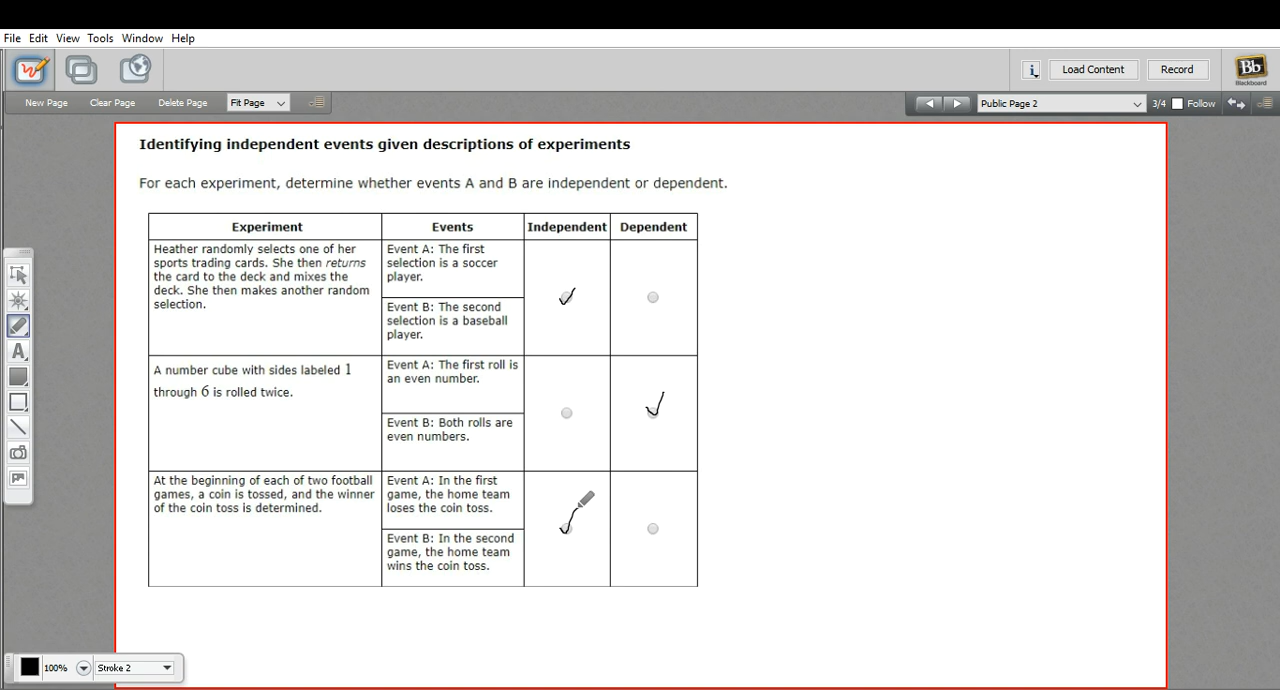 File Edit View Tools Window Help
Load Content Record Bb
Blackboard
New Page Clear Page Delete Page Fit Page Public Page 2 3/4 Follow
Identifying independent events given descriptions of experiments
For each experiment, determine whether events A and B are independent or dependent.
Experiment Events Independent Dependent
Heather randomly selects one of her
sports trading cards. She then returns
the card to the deck and mixes the
deck. She then makes another random
selection.
Event A: The first
selection is a soccer
player.
Event B: The second
selection is a baseball
player.
A number cube with sides labeled 1
through 6 is rolled twice.
Event A: The first roll is
an even number.
Event B: Both rolls are
even numbers.
At the beginning of each of two football
games, a coin is tossed, and the winner
of the coin toss is determined.
Event A: In the first
game, the home team
loses the coin toss.
Event B: In the second
game, the home team
wins the coin toss.
A
100% Stroke 2